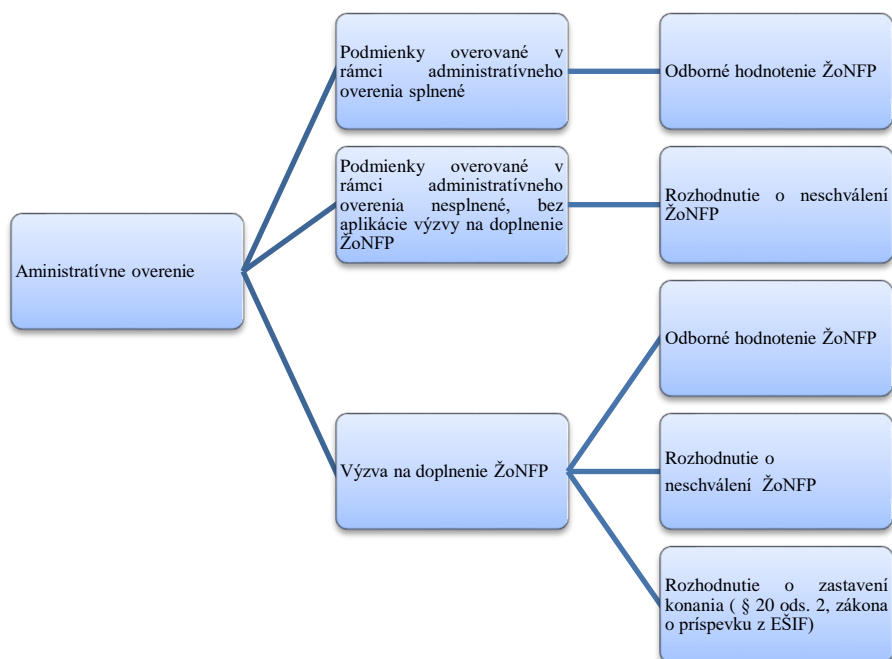 Aministratívne overenie
Podmienky overované v
rámci administratívneho
overenia splnené
Odborné hodnotenie ŽoNFP
Podmienky overované v
rámci administratívneho
overenia nesplnené, bez
aplikácie výzvy na doplnenie
ŽoNFP
Rozhodnutie o neschválení
ŽoNFP
Výzva na doplnenie ŽoNFP
Odborné hodnotenie ŽoNFP
Rozhodnutie o
neschválení ŽoNFP
Rozhodnutie o zastavení
konania ( § 20 ods. 2, zákona
o príspevku z EŠIF)